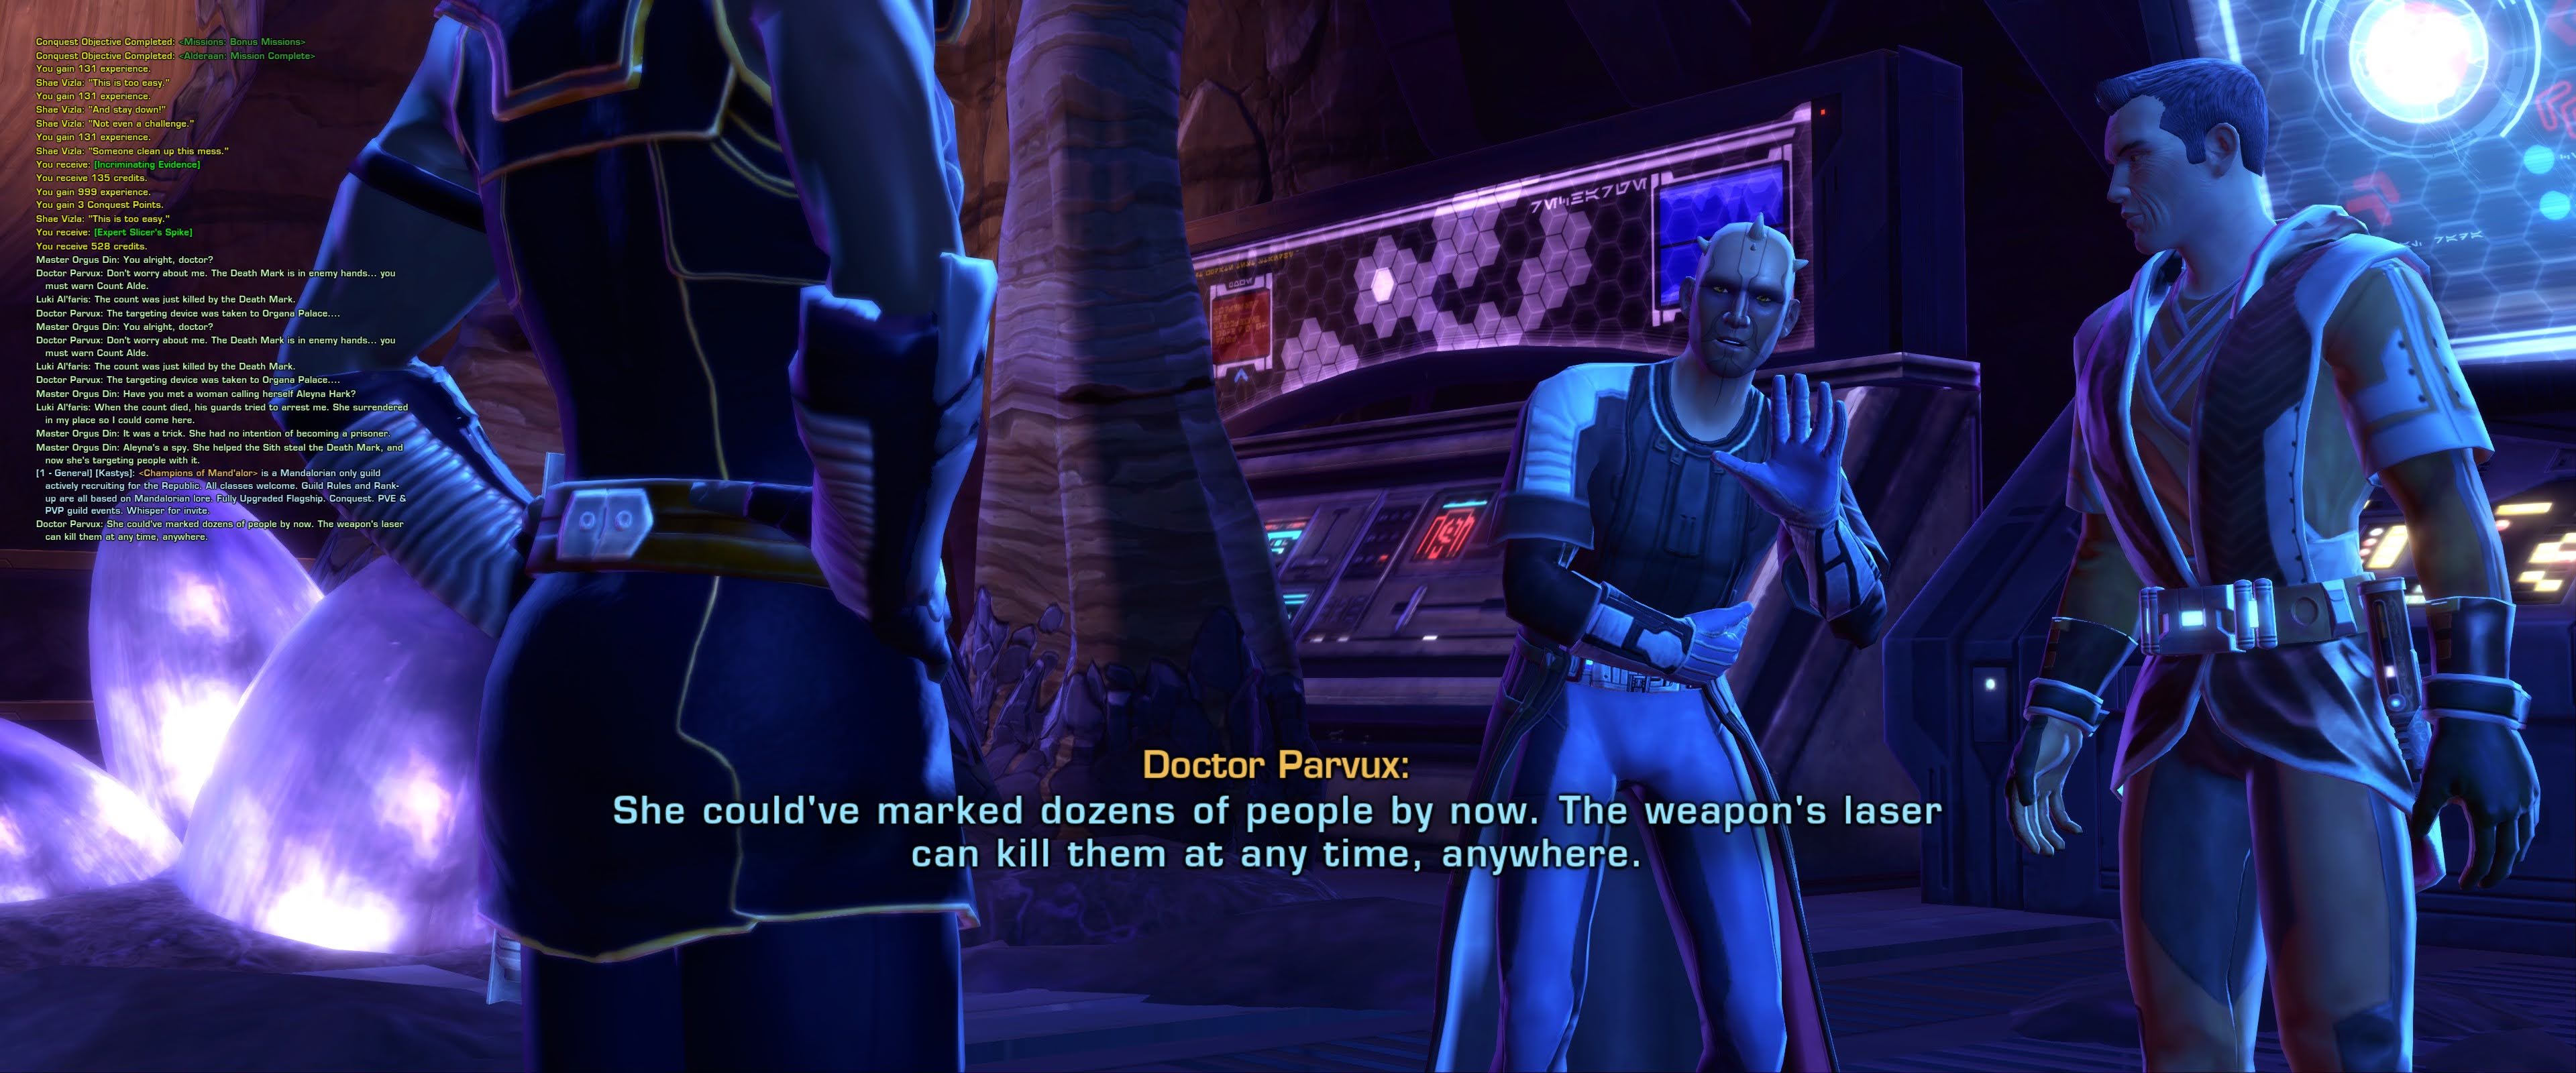 Conquest Objective Completed: <Missions: Bonus Missions>
Conquest Objective Completed: <Alderaan: Mission Complete>
You gain 131 experience.
Shae Vizla: "This is too easy."
You gain 131 experience.
Shae Vizla: "And stay down!"
Shae Vizla: "Not even a challenge."
You gain 131 experience.
Shae Vizla: "Someone clean up this mess."
You receive: [Incriminating Evidence]
You receive 135 credits.
You gain 999 experience.
You gain 3 Conquest Points.
Shae Vizla: "This is too easy."
You receive: [Expert Slicer's Spike]
You receive 528 credits.
Master Orgus Din: You alright, doctor?
Doctor Parvux: Don't worry about me. The Death Mark is in enemy hands... you
must warn Count Alde.
Luki Al'faris: The count was just killed by the Death Mark.
Doctor Parvux: The targeting device was taken to Organa Palace....
Master Orgus Din: You alright, doctor?
Doctor Parvux: Don't worry about me. The Death Mark is in enemy hands... you
must warn Count Alde.
Luki Al'faris: The count was just killed by the Death Mark.
Doctor Parvux: The targeting device was taken to Organa Palace....
Master Orgus Din: Have you met a woman calling herself Aleyna Hark?
Luki Al'faris: When the count died, his guards tried to arrest me. She surrendered
in my place so I could come here.
Master Orgus Din: It was a trick. She had no intention of becoming a prisoner.
Master Orgus Din: Aleyna's a spy. She helped the Sith steal the Death Mark, and
now she's targeting people with it.
[1 - General] [Kastys]: <Champions of Mand'alor> is a Mandalorian only guild
actively recruiting for the Republic. All classes welcome. Guild Rules and Rank-
up are all based on Mandalorian lore. Fully Upgraded Flagship. Conquest. PVE &
PVP guild events. Whisper for invite.
Doctor Parvux: She could've marked dozens of people by now. The weapon's laser
can kill them at any time, anywhere.
Doctor Parvux:
She could've marked dozens of people by now. The weapon's laser
can kill them at any time, anywhere.